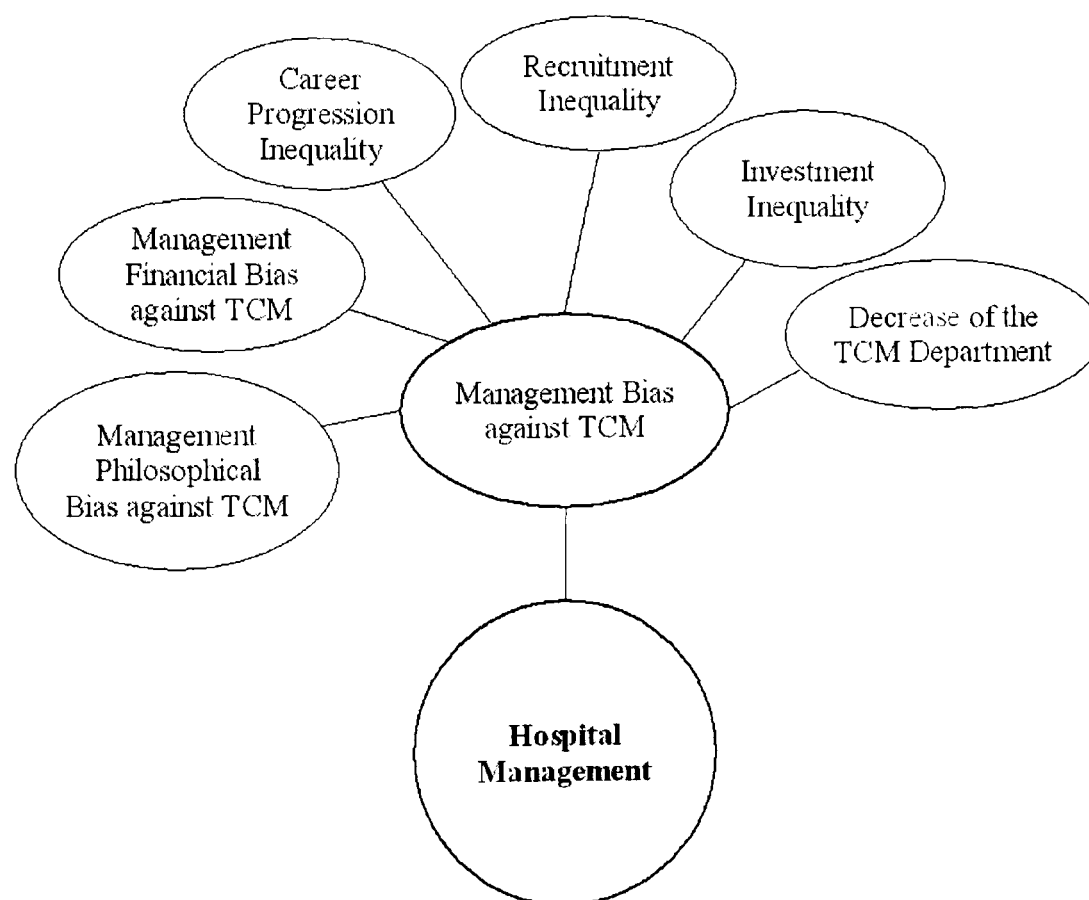 Career
Progression
Inequality
Recruitment
Inequality
Investment
Inequality
Management
Financial Bias
against TCM
Decrease of the
TCM Department
Management Bias
against TCM
Management
Philosophical
Bias against TCM
Hospital
Management